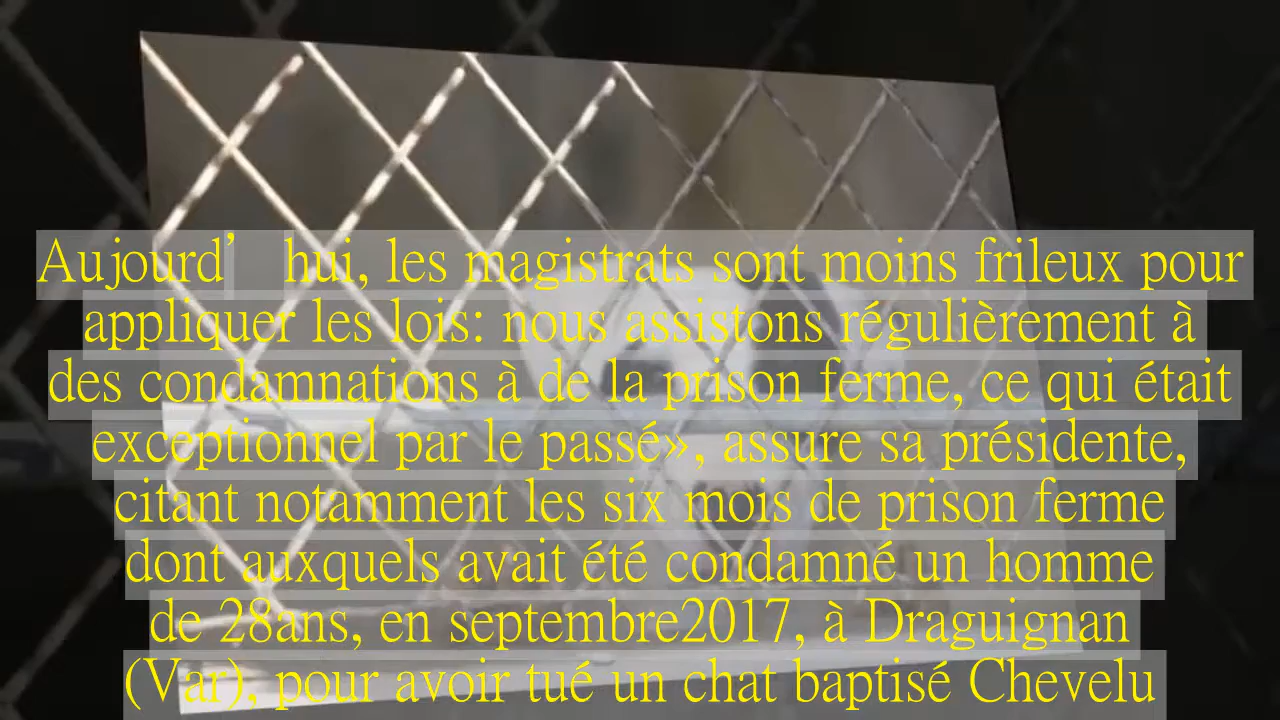 Aujourd’ hui, les magistrats sont moins frileux pour
appliquer les lois: nous assistons régulièrement à
des condamnations à de la prison ferme, ce qui était
exceptionnel par le passé», assure sa présidente,
citant notamment les six mois de prison ferme
dont auxquels avait été condamné un homme
de 28ans, en septembre2017, à Draguignan
(Var), pour avoir tué un chat baptisé Chevelu